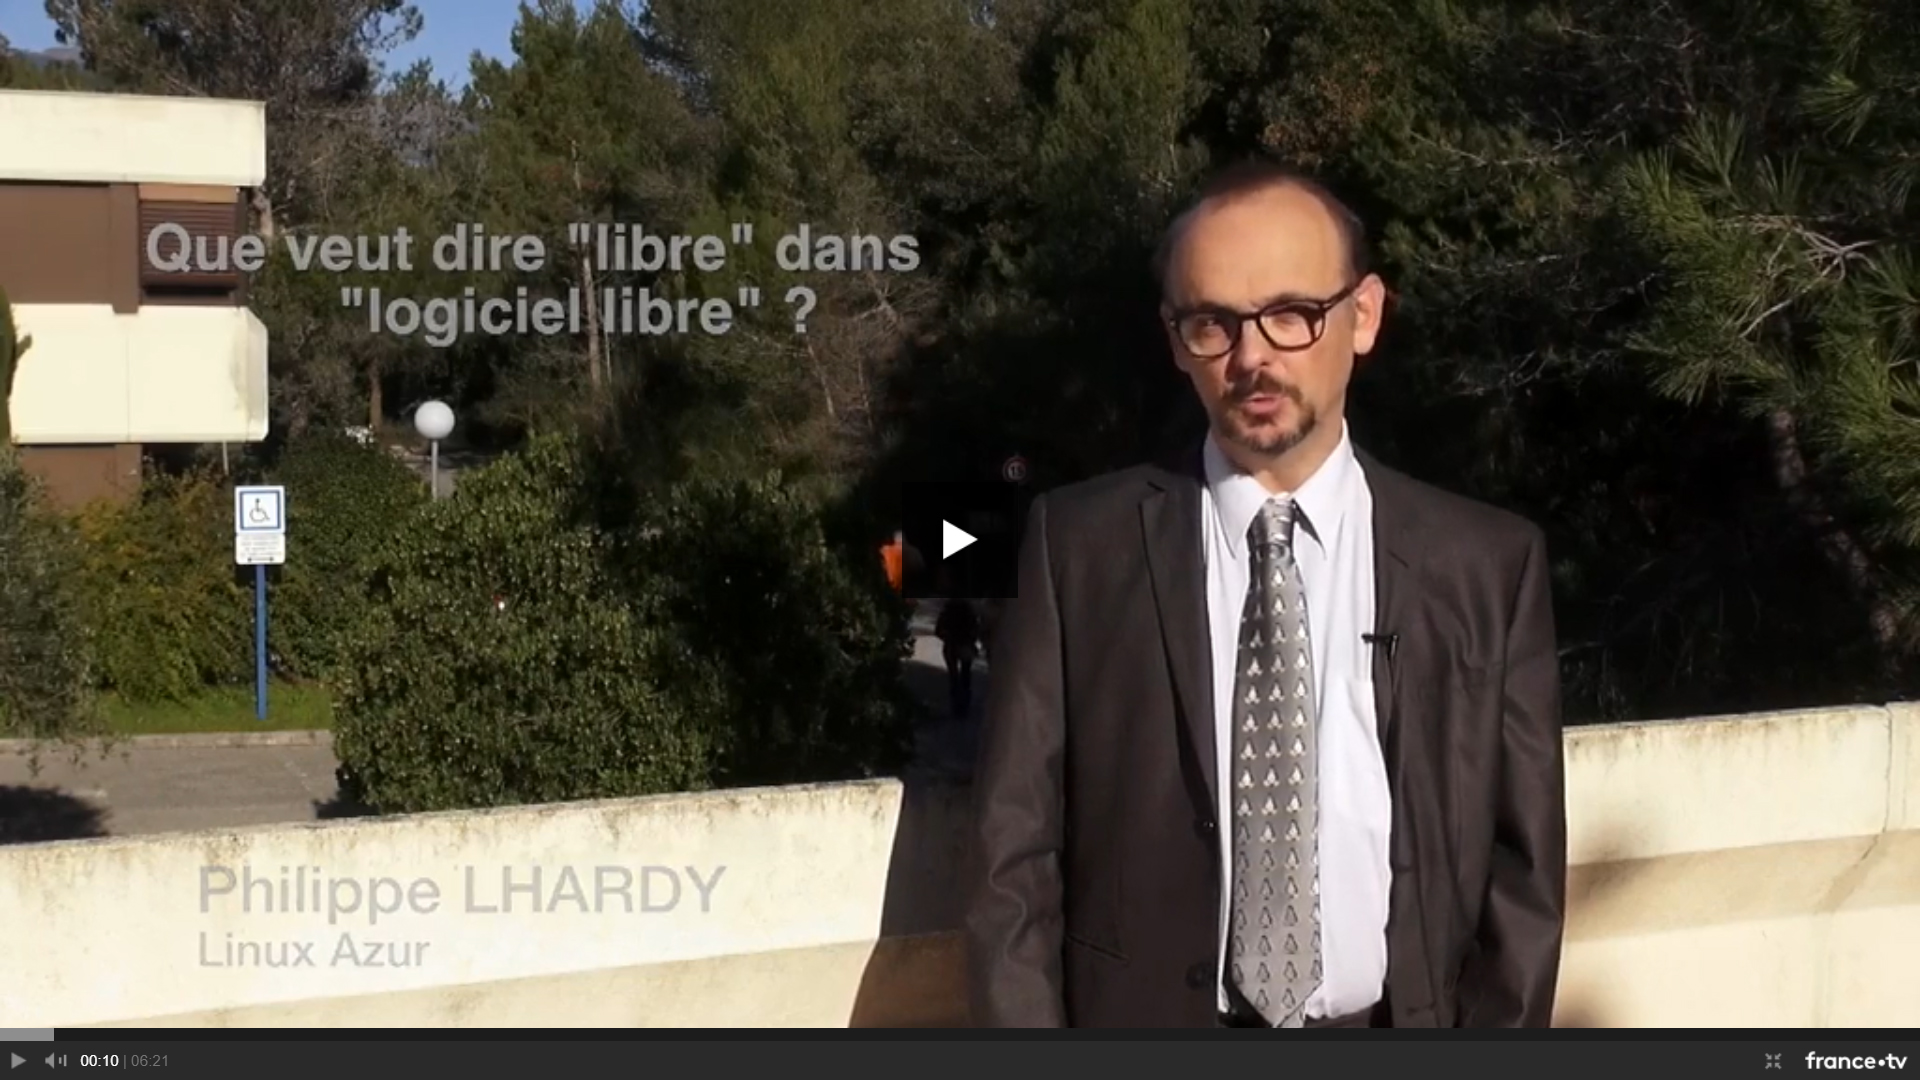 Que veut dire "libre" dans
"logiciel libre" ?
Philippe LHARDY
Linux Azur
00:10 | 06:21
france•tv